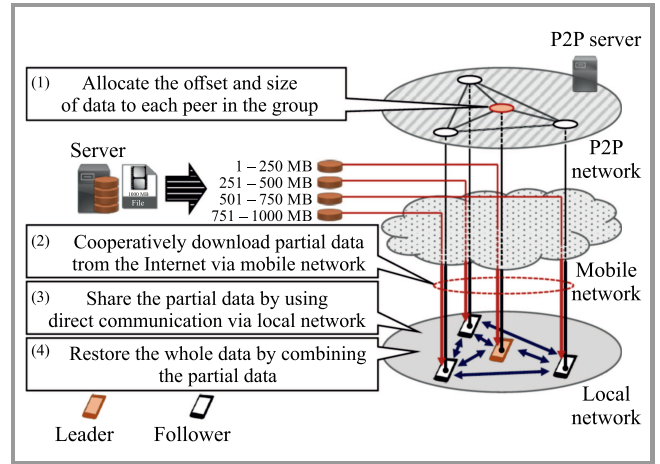 P2P server
(1) Allocate the offset and size
of data to each peer in the group
Server
1000 MB
File
1 – 250 MB
251 – 500 MB
501 – 750 MB
751 – 1000 MB
P2P
network
(2) Cooperatively download partial data
trom the Internet via mobile network
Mobile
network
(3) Share the partial data by using
direct communication via local network
(4) Restore the whole data by combining
the partial data
Local
network
Leader
Follower